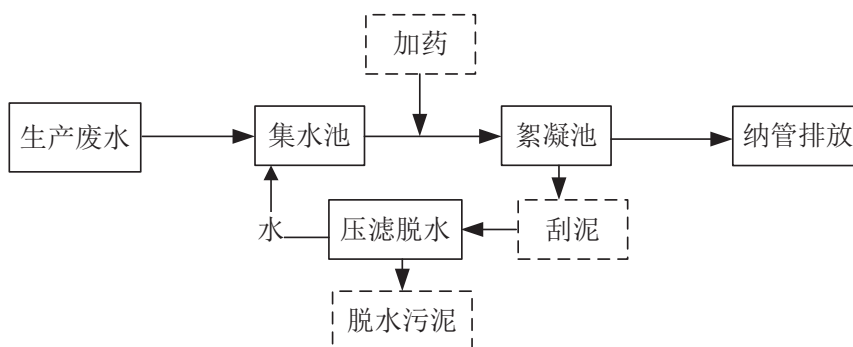 加药
生产废水
集水池
絮凝池
纳管排放
水
压滤脱水
刮泥
脱水污泥